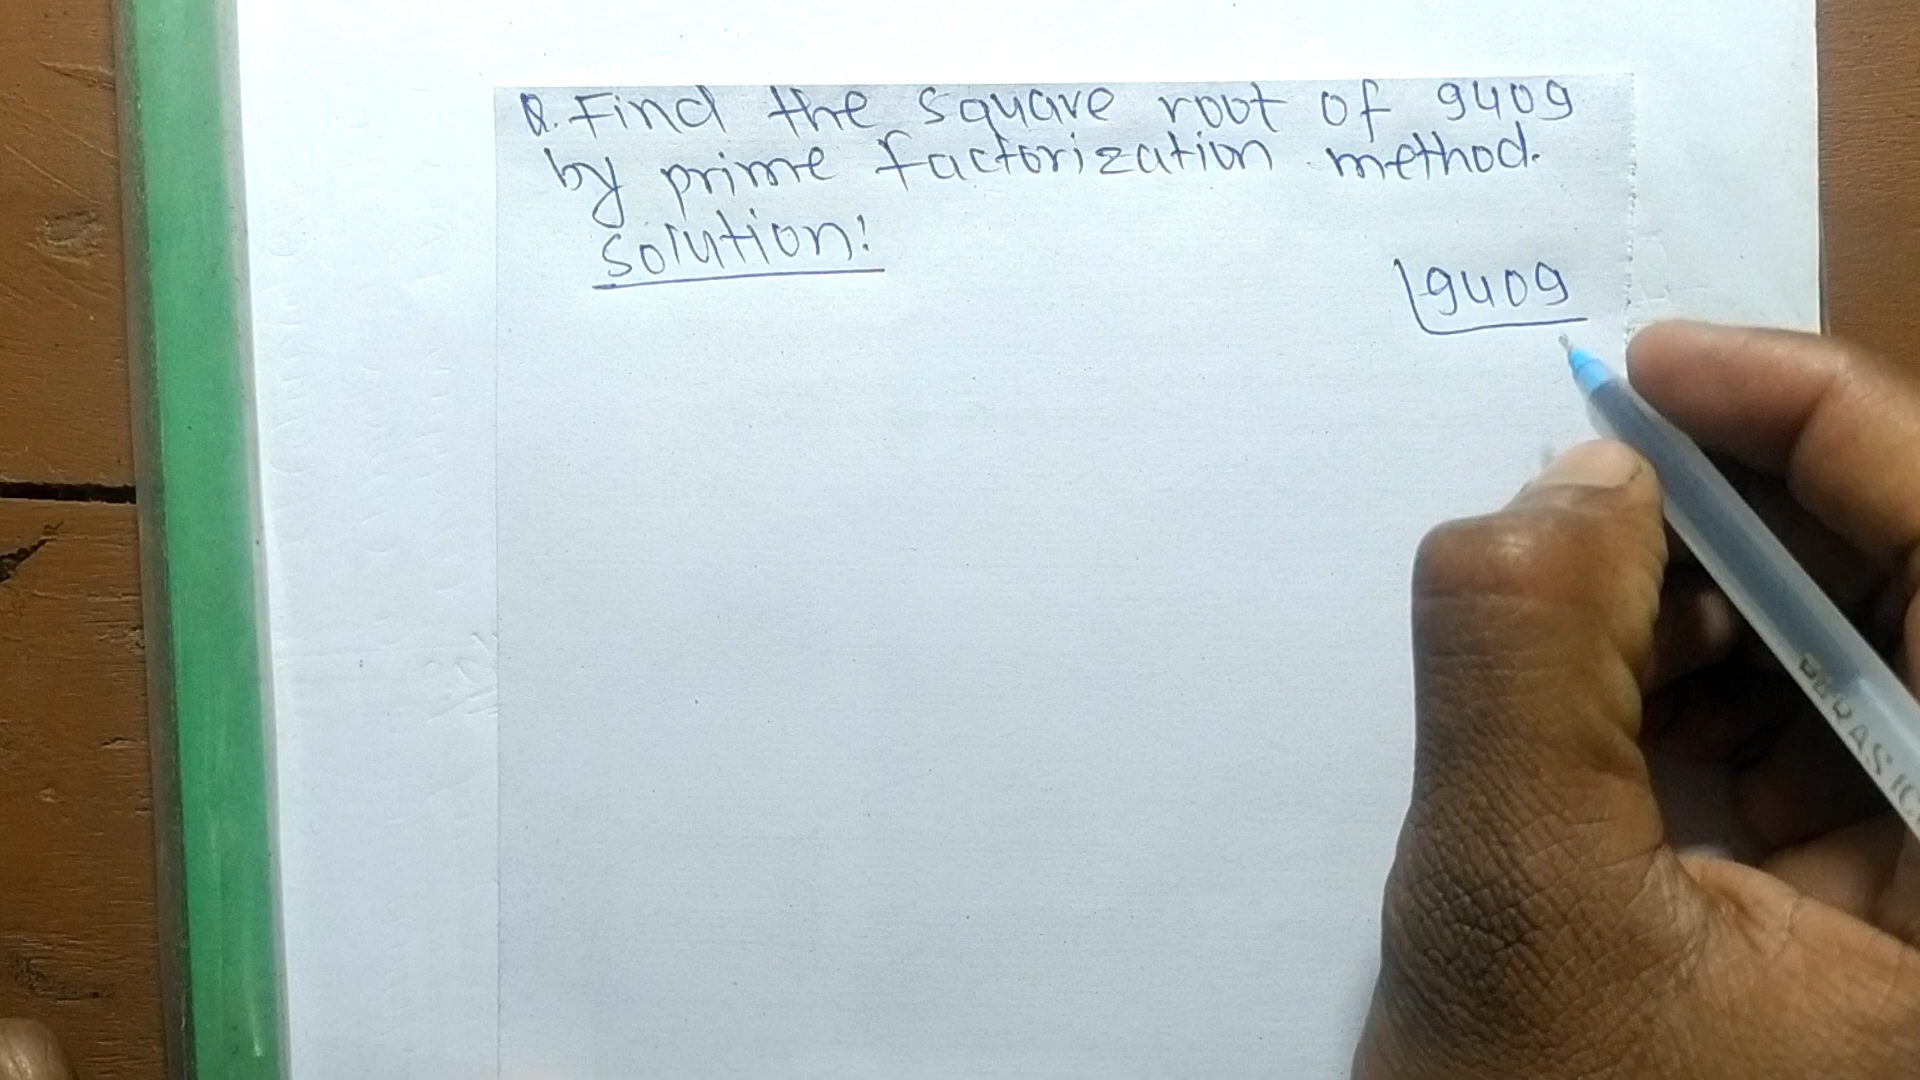 Q. Find the square root of 9409
by prime factorization method.
Solution:
9409